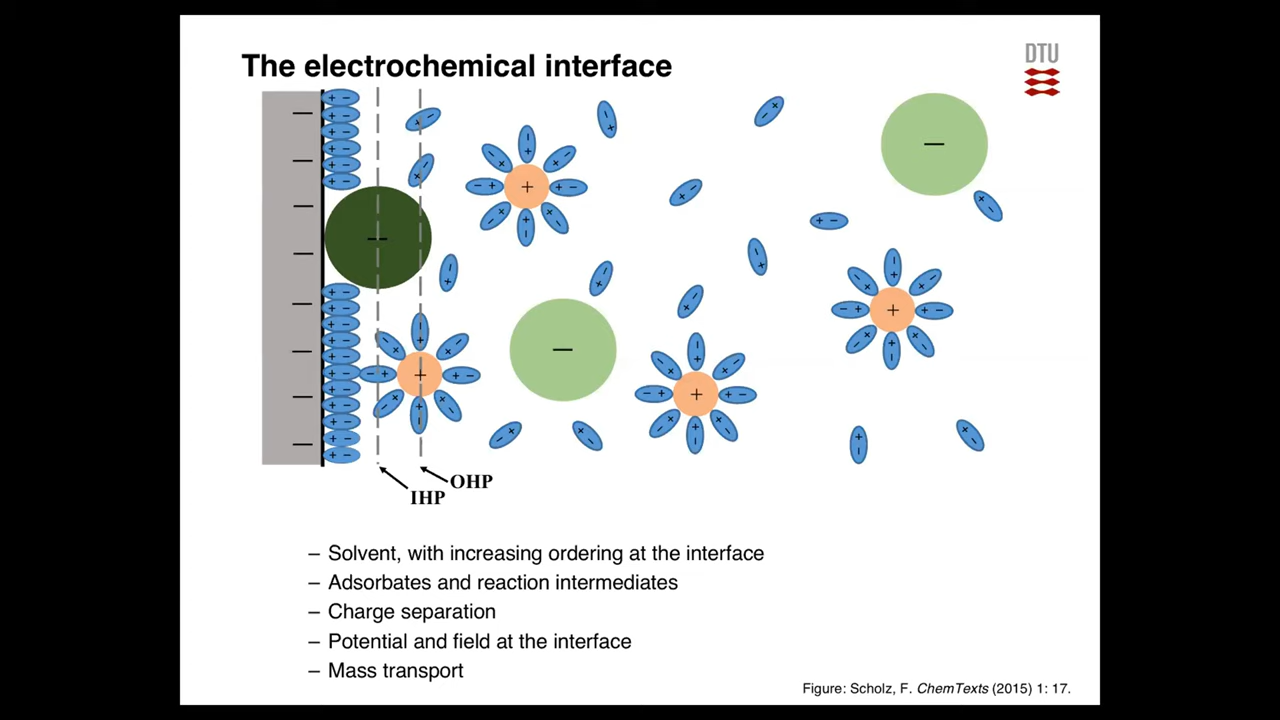 The electrochemical interface
DTU
IHP
OHP
– Solvent, with increasing ordering at the interface
– Adsorbates and reaction intermediates
– Charge separation
– Potential and field at the interface
– Mass transport
Figure: Scholz, F. ChemTexts (2015) 1: 17.